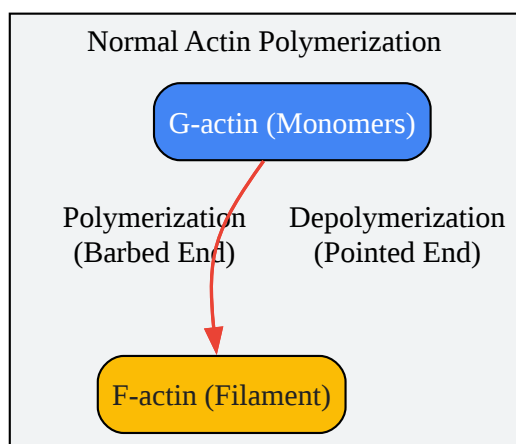 Normal Actin Polymerization
G-actin (Monomers)
Polymerization
(Barbed End)
Depolymerization
(Pointed End)
F-actin (Filament)